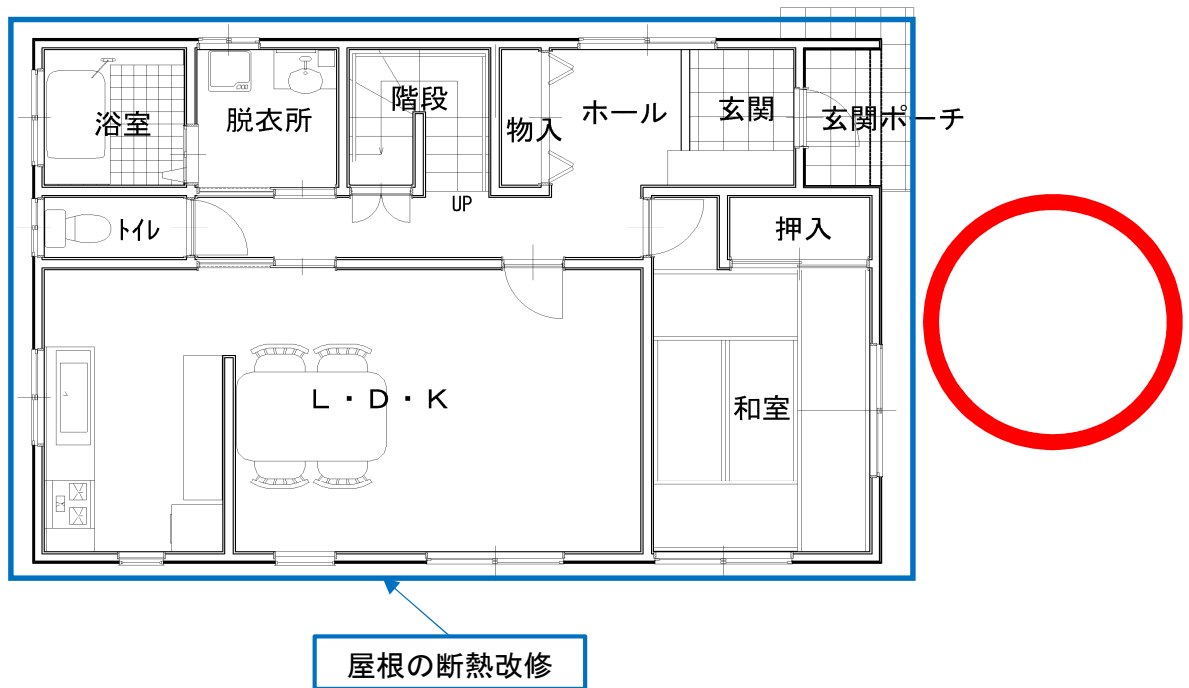 浴室
脱衣所
階段
物入
ホール
玄関
玄関ポーチ
UP
ﾄｲﾚ
押入
L・D・K
和室
屋根の断熱改修